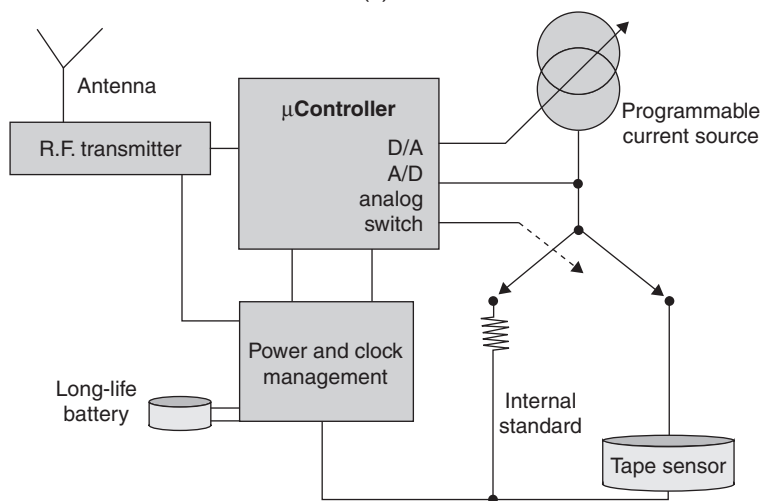 Antenna
R.F. transmitter
μController
D/A
A/D
analog
switch
Programmable
current source
Power and clock
management
Long-life
battery
Internal
standard
Tape sensor